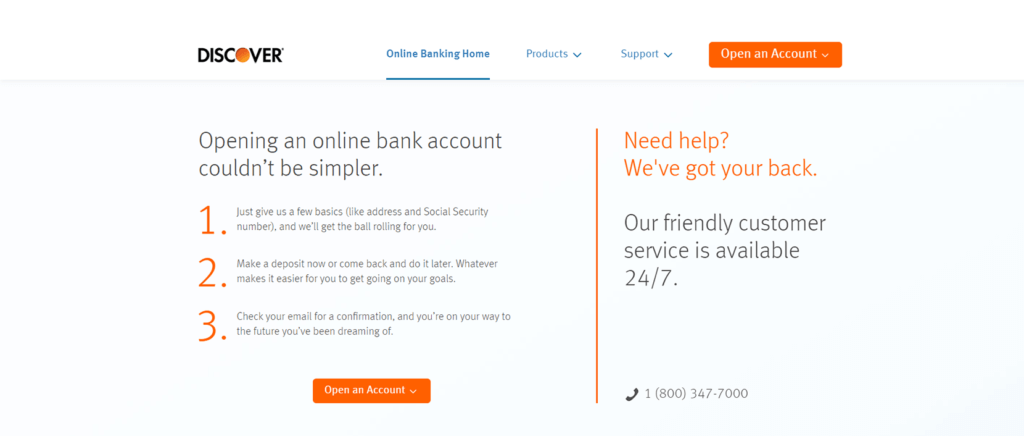 DISCOVER
Online Banking Home
Products
Support
Open an Account
Opening an online bank account
couldn't be simpler.
1. Just give us a few basics (like address and Social Security
number), and we'll get the ball rolling for you.
2. Make a deposit now or come back and do it later. Whatever
makes it easier for you to get going on your goals.
3. Check your email for a confirmation, and you're on your way to
the future you've been dreaming of.
Open an Account
Need help?
We've got your back.
Our friendly customer
service is available
24/7.
1 (800) 347-7000